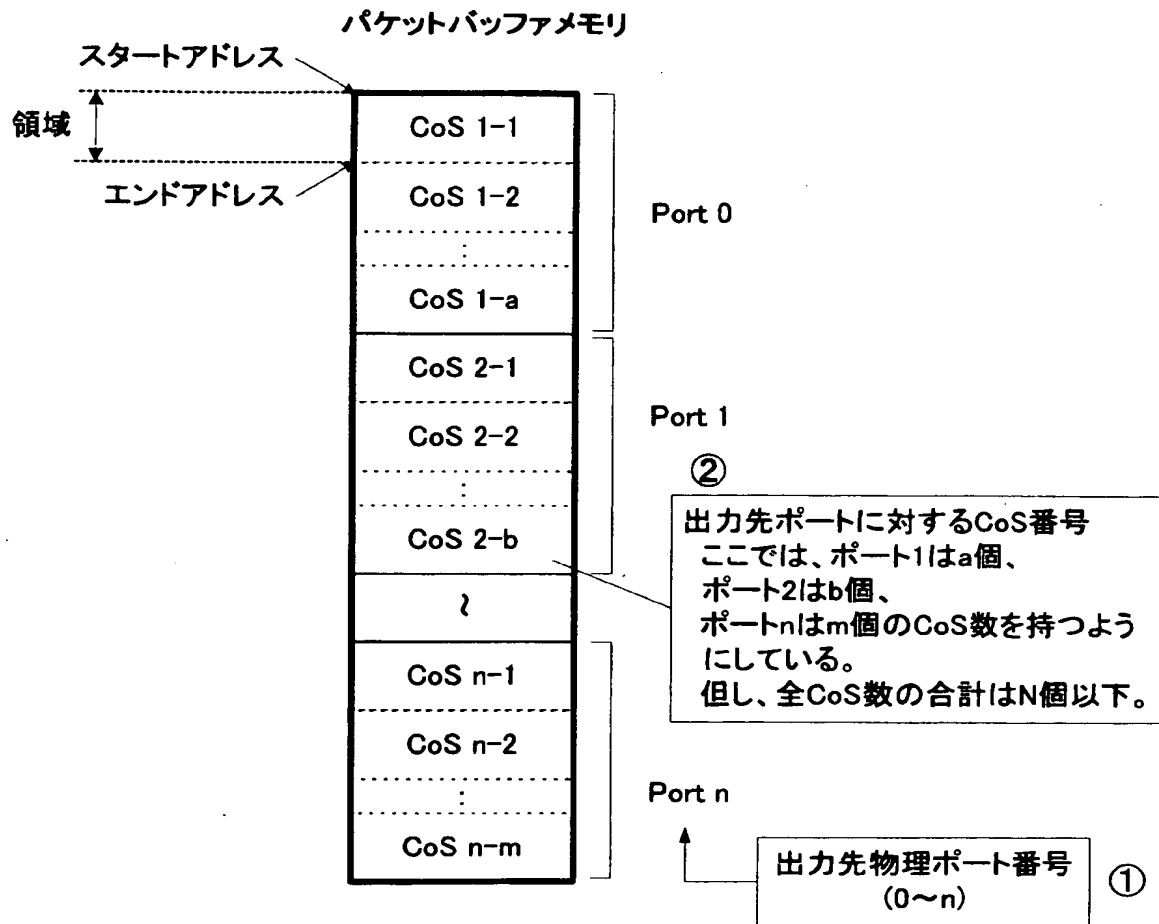 パケットバッファメモリ
スタートアドレス
領域
エンドアドレス
CoS 1-1
CoS 1-2
⋮
CoS 1-a
Port 0
CoS 2-1
CoS 2-2
⋮
CoS 2-b
Port 1
②
出力先ポートに対するCoS番号
ここでは、ポート1はa個、
ポート2はb個、
ポートnはm個のCoS数を持つよう
にしている。
但し、全CoS数の合計はN個以下。
~
CoS n-1
CoS n-2
⋮
CoS n-m
Port n
出力先物理ポート番号
(0~n)
①